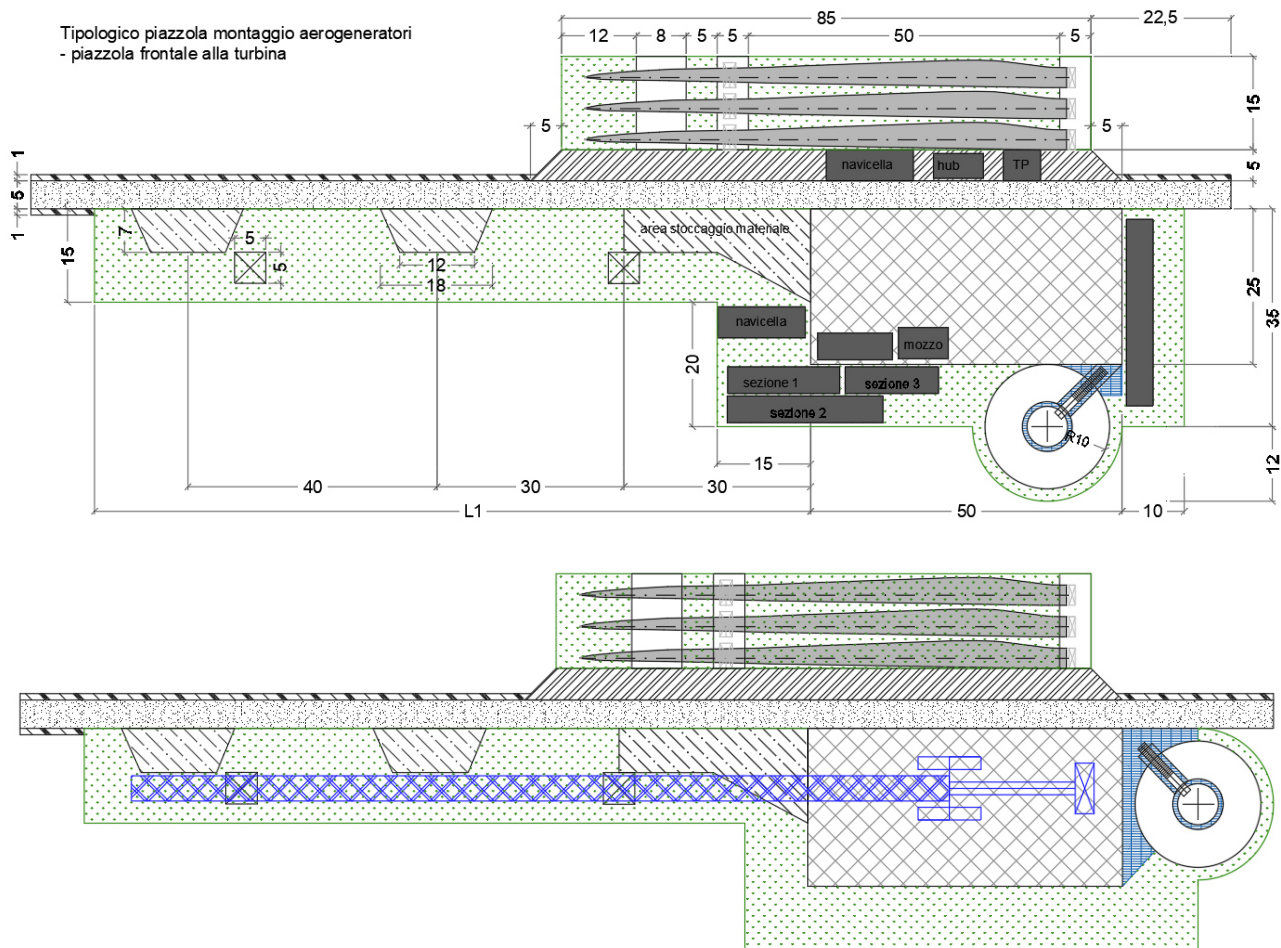 Tipologico piazzola montaggio aerogeneratori
- piazzola frontale alla turbina
85
22,5
12
8
5
5
50
5
5
5
15
5
navicella
hub
TP
1
5
1
15
7
5
5
12
18
area stoccaggio materiale
25
35
12
20
navicella
mozzo
sezione 1
sezione 3
sezione 2
R10
15
40
30
30
L1
50
10